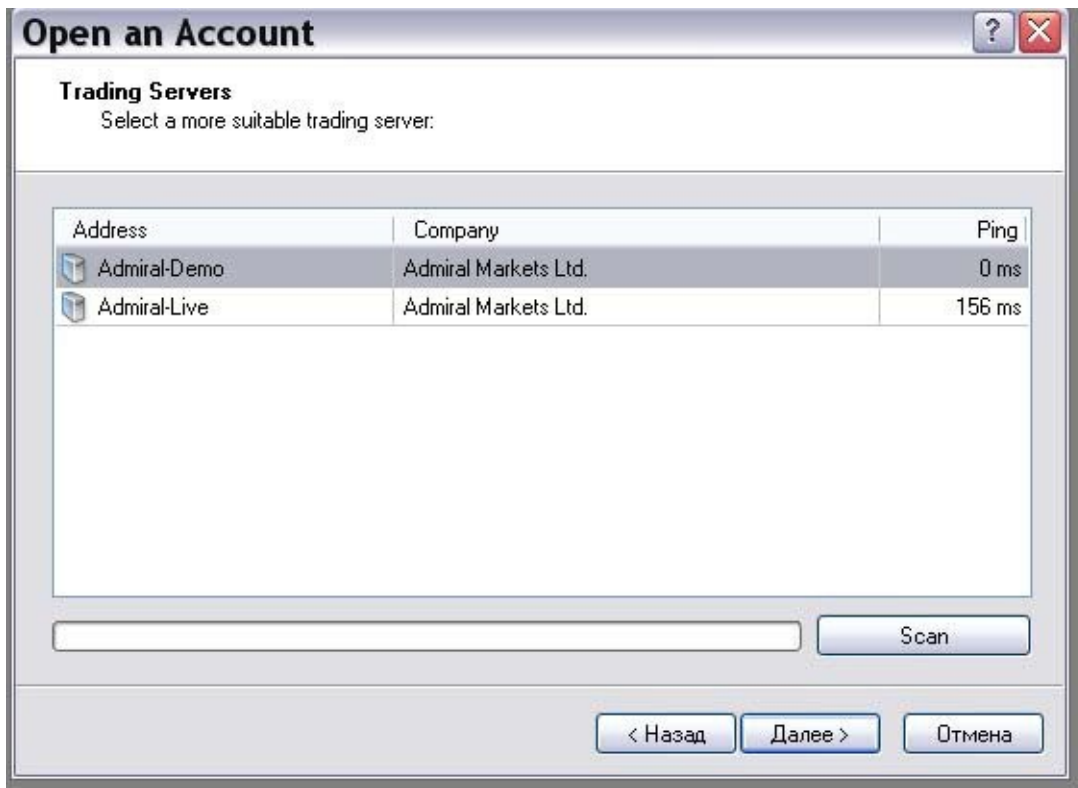 Open an Account ?
Trading Servers
Select a more suitable trading server:
Address Company Ping
Admiral-Demo Admiral Markets Ltd. 0 ms
Admiral-Live Admiral Markets Ltd. 156 ms
Scan
< Назад Далее > Отмена